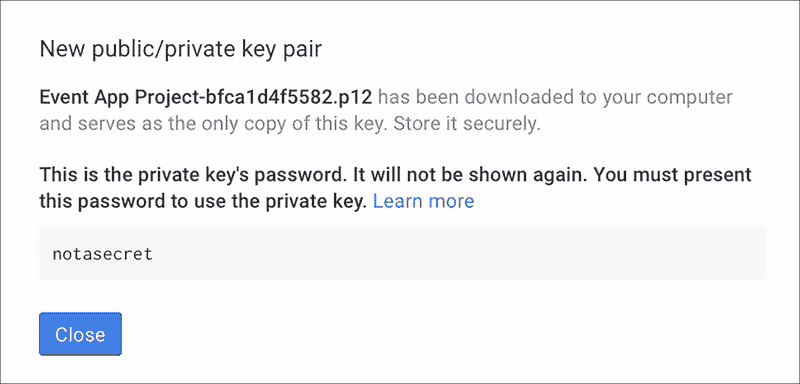 New public/private key pair
Event App Project-bfca1d4f5582.p12 has been downloaded to your computer
and serves as the only copy of this key. Store it securely.
This is the private key's password. It will not be shown again. You must present
this password to use the private key. Learn more
notasecret
Close